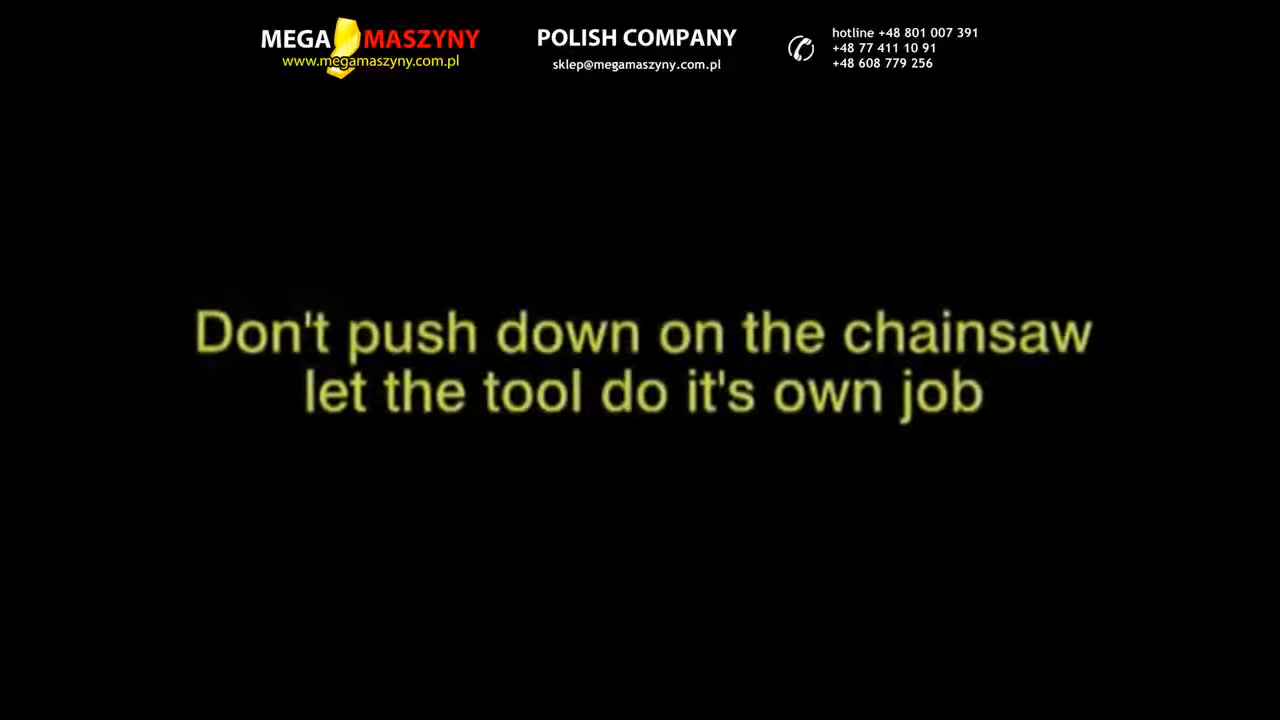 MEGA MASZYNY
www.megamaszyny.com.pl
POLISH COMPANY
sklep@megamaszyny.com.pl
hotline +48 801 007 391
+48 77 411 10 91
+48 608 779 256
Don't push down on the chainsaw
let the tool do it's own job